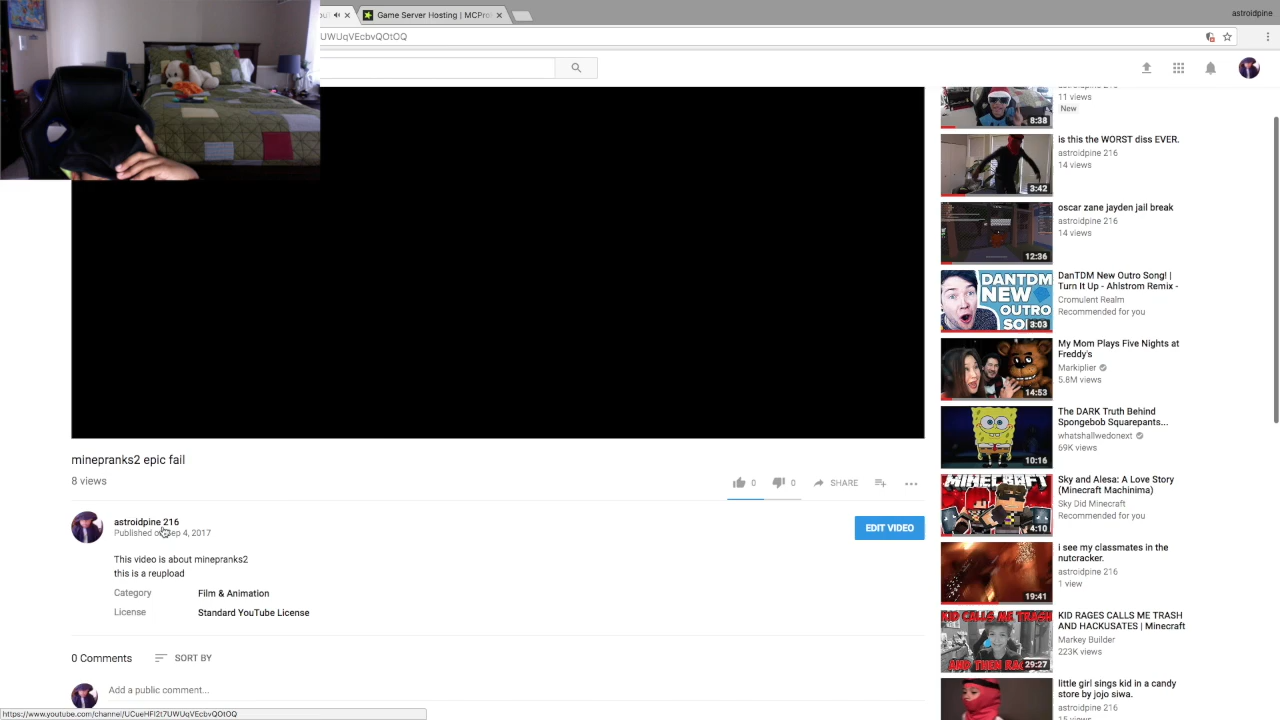 Game Server Hosting | MCPro
astroidpine
UWUqVEcbvQOtOQ
11 views
New
8:38
is this the WORST diss EVER.
astroidpine 216
14 views
3:42
oscar zane jayden jail break
astroidpine 216
14 views
12:36
DANTDM
NEW
OUTRO
3:03
DanTDM New Outro Song! |
Turn It Up - Ahlstrom Remix -
Cromulent Realm
Recommended for you
My Mom Plays Five Nights at
Freddy's
Markiplier
5.8M views
14:53
The DARK Truth Behind
Spongebob Squarepants...
whatshallwedonext
69K views
10:16
MINECRAFT
4:10
Sky and Alesa: A Love Story
(Minecraft Machinima)
Sky Did Minecraft
Recommended for you
i see my classmates in the
nutcracker.
astroidpine 216
1 view
19:41
KID CALLS ME TRASH
AND THEN
29:27
KID RAGES CALLS ME TRASH
AND HACKUSATES | Minecraft
Markey Builder
223K views
little girl sings kid in a candy
store by jojo siwa.
astroidpine 216
15 views
minepranks2 epic fail
8 views
0
0
SHARE
astroidpine 216
Published on Sep 4, 2017
EDIT VIDEO
This video is about minepranks2
this is a reupload
Category Film & Animation
License Standard YouTube License
0 Comments SORT BY
Add a public comment...
https://www.youtube.com/channel/UCueHFl2t7UWUqVEcbvQOtOQ